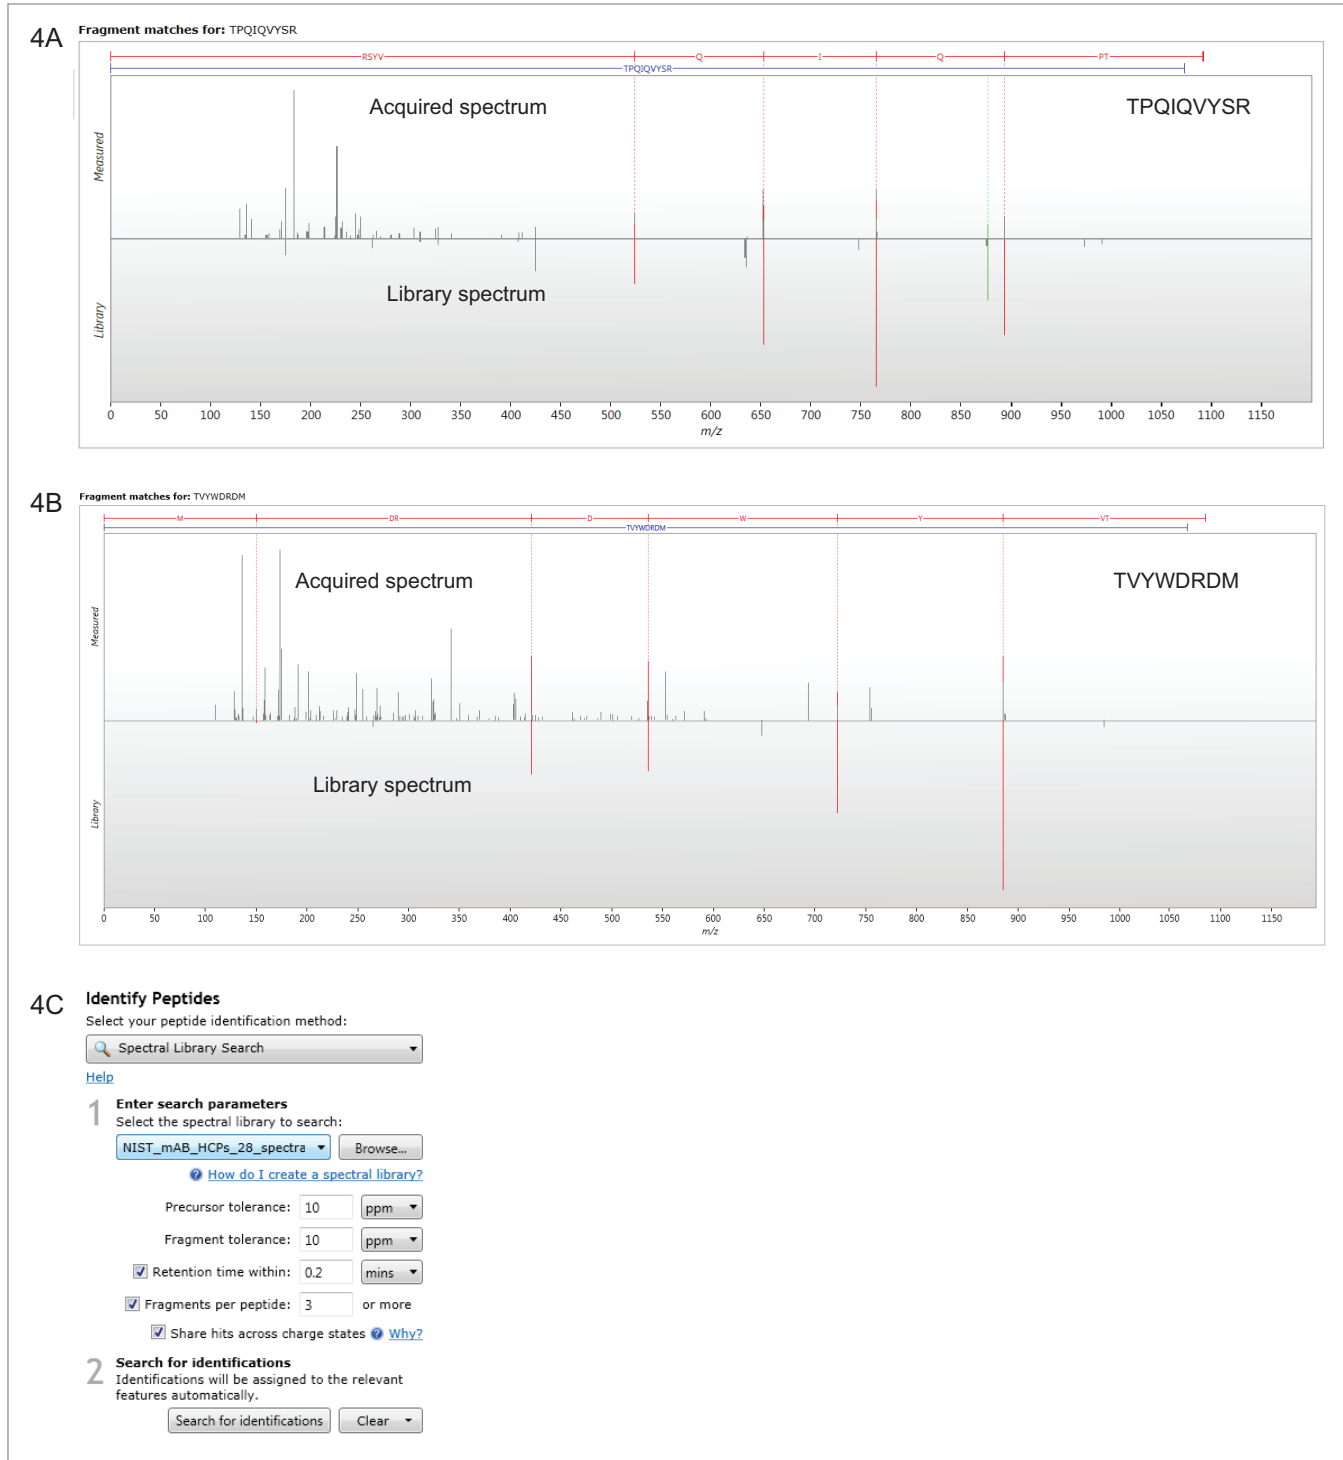 4A
Fragment matches for: TPQIQVYSR
RSYV Q I Q PT
TPQIQVYSR
Acquired spectrum
TPQIQVYSR
Measured
Library spectrum
Library
0 50 100 150 200 250 300 350 400 450 500 550 600 650 700 750 800 850 900 950 1000 1050 1100 1150
m/z
4B
Fragment matches for: TVYWDRDM
M DR D W Y VT
TVYWDRDM
Acquired spectrum
TVYWDRDM
Measured
Library spectrum
Library
0 50 100 150 200 250 300 350 400 450 500 550 600 650 700 750 800 850 900 950 1000 1050 1100 1150
m/z
4C
Identify Peptides
Select your peptide identification method:
Spectral Library Search
Help
1 Enter search parameters
Select the spectral library to search:
NIST_mAB_HCPs_28_spectra Browse...
How do I create a spectral library?
Precursor tolerance: 10 ppm
Fragment tolerance: 10 ppm
Retention time within: 0.2 mins
Fragments per peptide: 3 or more
Share hits across charge states Why?
2 Search for identifications
Identifications will be assigned to the relevant
features automatically.
Search for identifications Clear